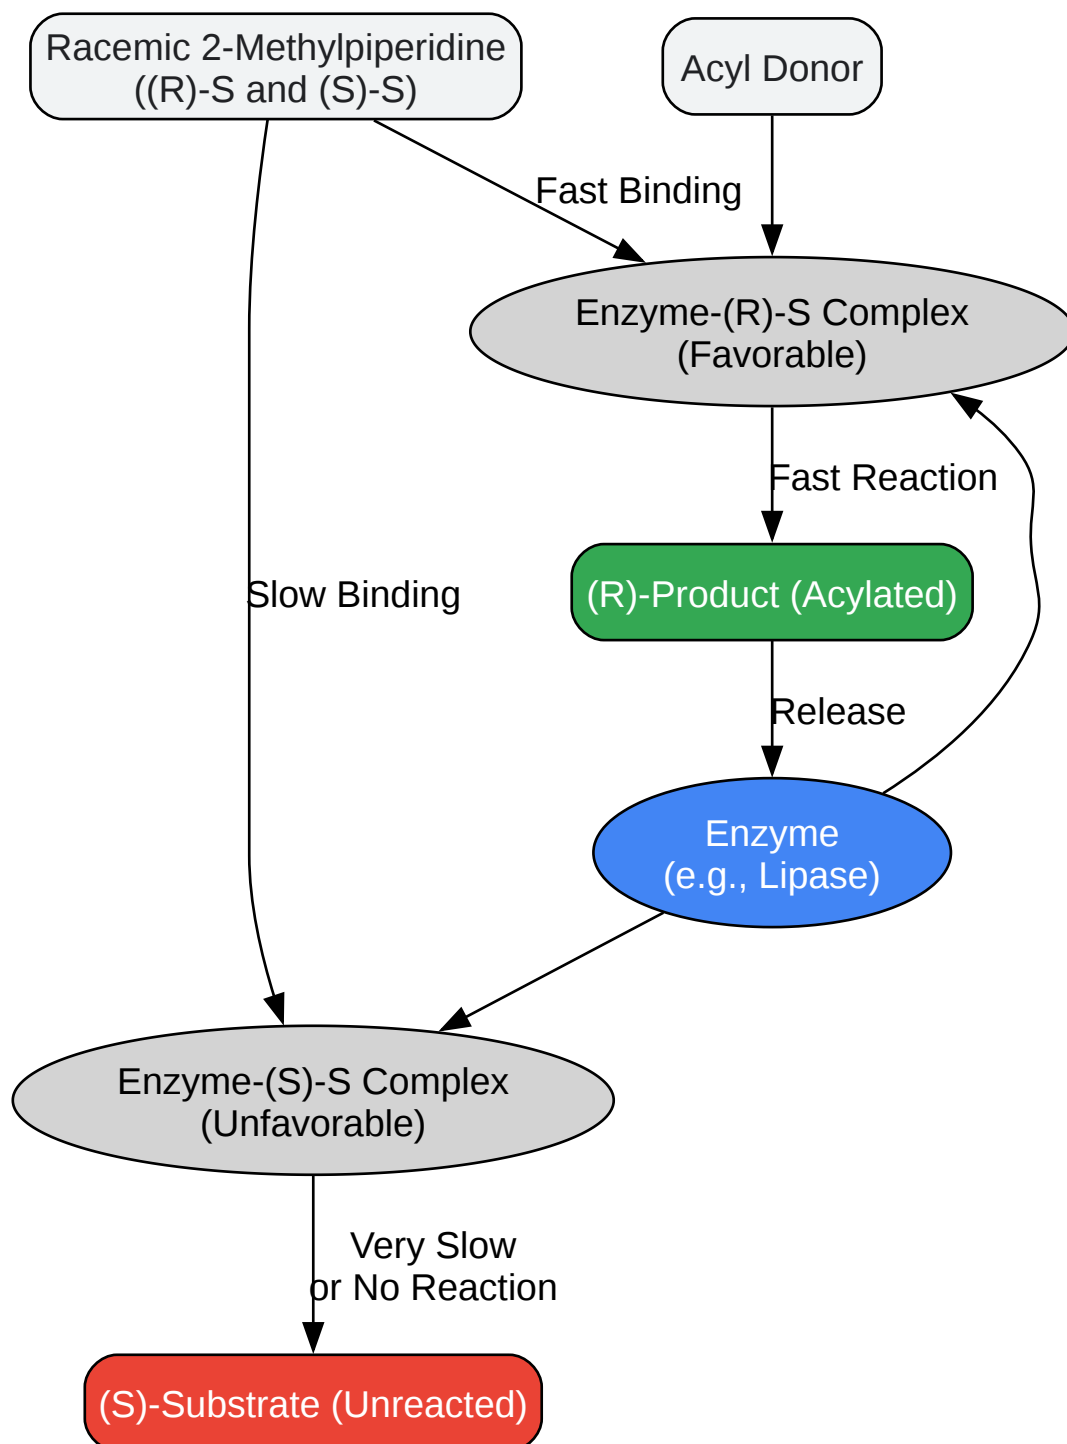 Racemic 2-Methylpiperidine
((R)-S and (S)-S)
Acyl Donor
Fast Binding
Enzyme-(R)-S Complex
(Favorable)
Fast Reaction
Slow Binding
(R)-Product (Acylated)
Release
Enzyme
(e.g., Lipase)
Enzyme-(S)-S Complex
(Unfavorable)
Very Slow
or No Reaction
(S)-Substrate (Unreacted)